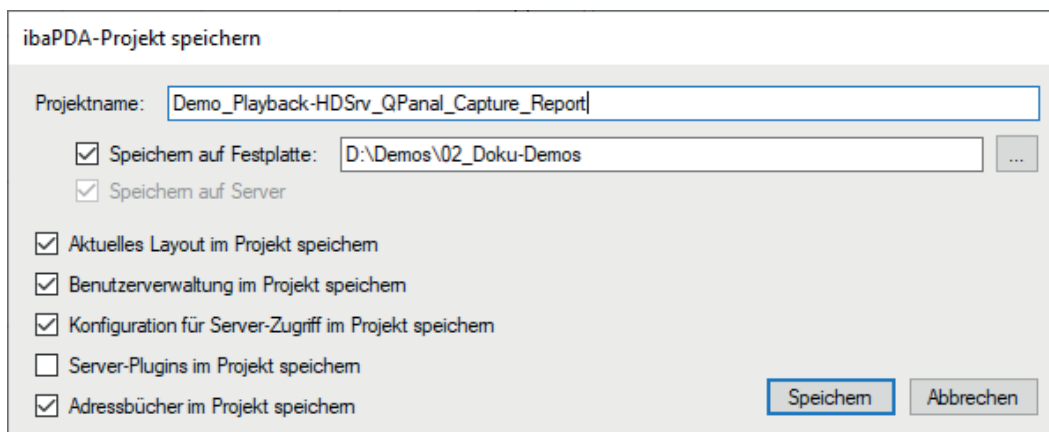 ibaPDA-Projekt speichern
Projektname: Demo_Playback-HDSrv_QPanal_Capture_Report
Speichern auf Festplatte: D:\Demos\02_Doku-Demos ...
Speichern auf Server
Aktuelles Layout im Projekt speichern
Benutzerverwaltung im Projekt speichern
Konfiguration für Server-Zugriff im Projekt speichern
Server-Plugins im Projekt speichern
Adressbücher im Projekt speichern
Speichern Abbrechen